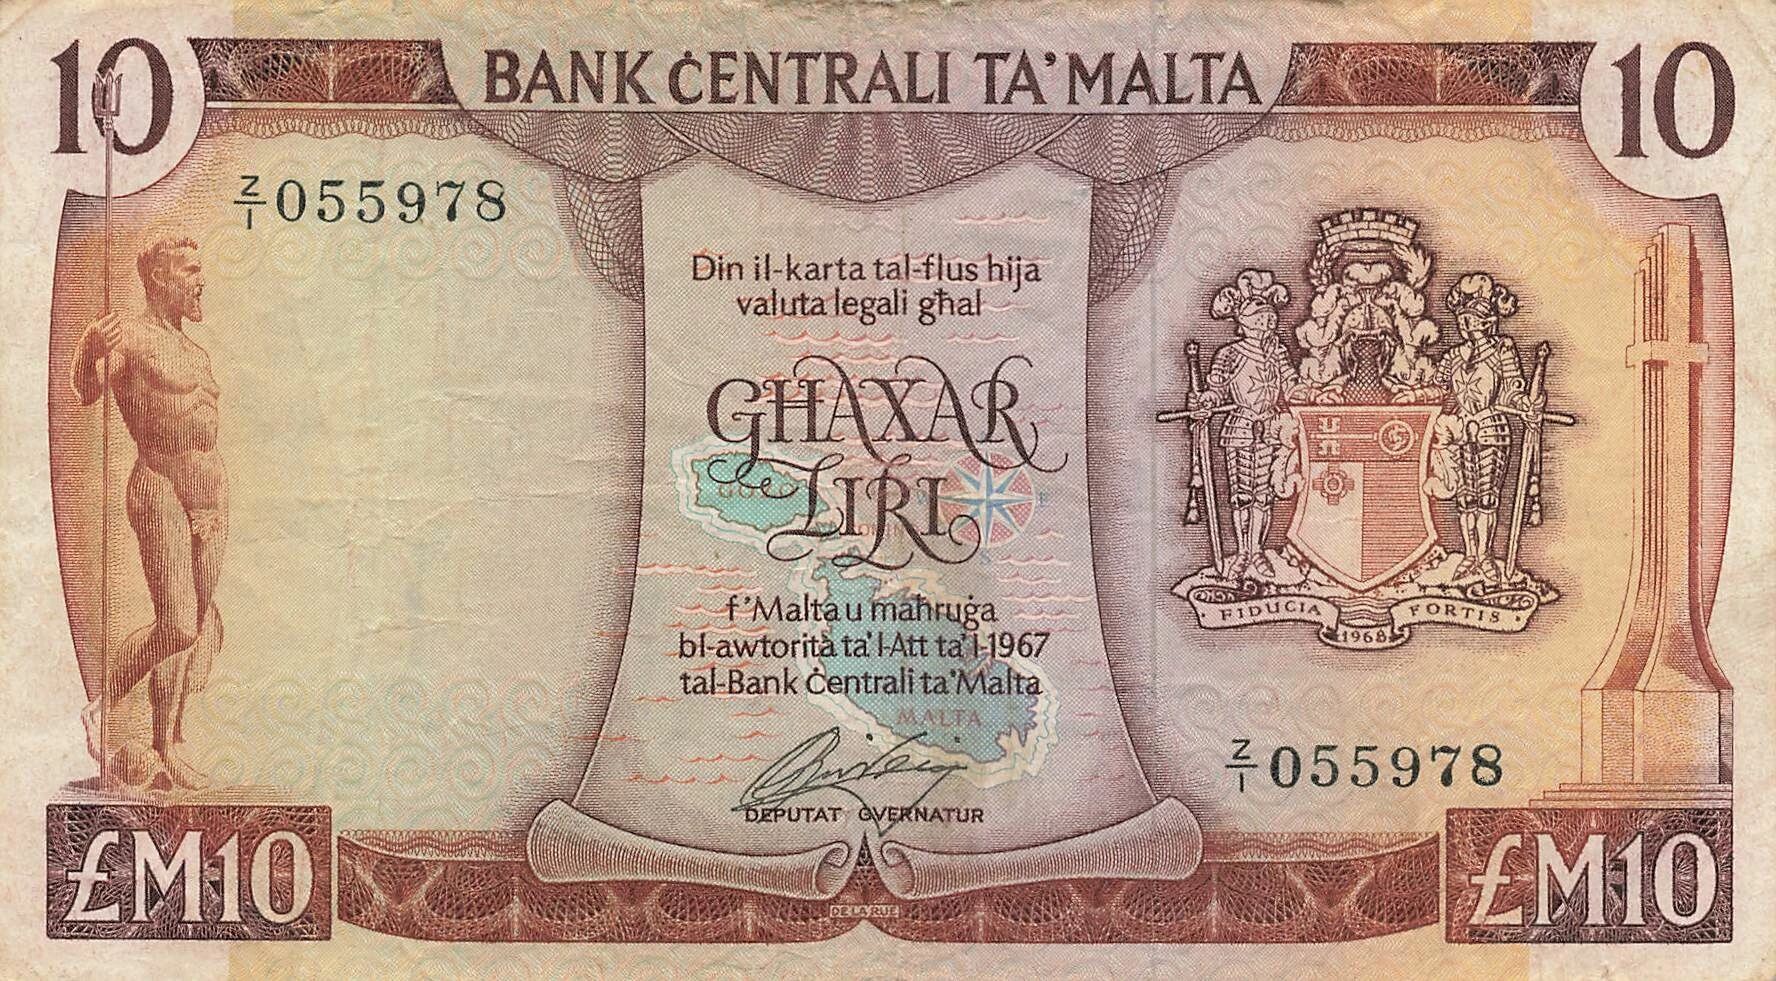 10
BANK ĊENTRALI TA' MALTA
10
Z/1 055978
Din il-karta tal-flus hija
valuta legali għal
GĦAXAR
LIRI
GOZO
E
S
f'Malta u maħruġa
bl-awtorità ta' l-Att ta' l-1967
tal-Bank Ċentrali ta' Malta
MALTA
FIDUCIA FORTIS
1968
Z/1 055978
DEPUTAT GVERNATUR
£M10
DE LA RUE
£M10